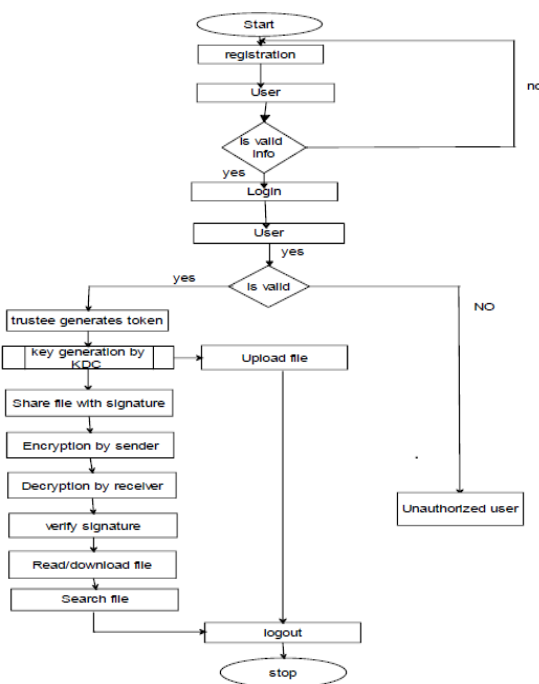 Start
registration
no
User
Is valid
info
yes
Login
User
yes
yes
Is valid
NO
trustee generates token
key generation by
KDC
Upload file
Share file with signature
Encryption by sender
Decryption by receiver
Unauthorized user
verify signature
Read/download file
Search file
logout
stop